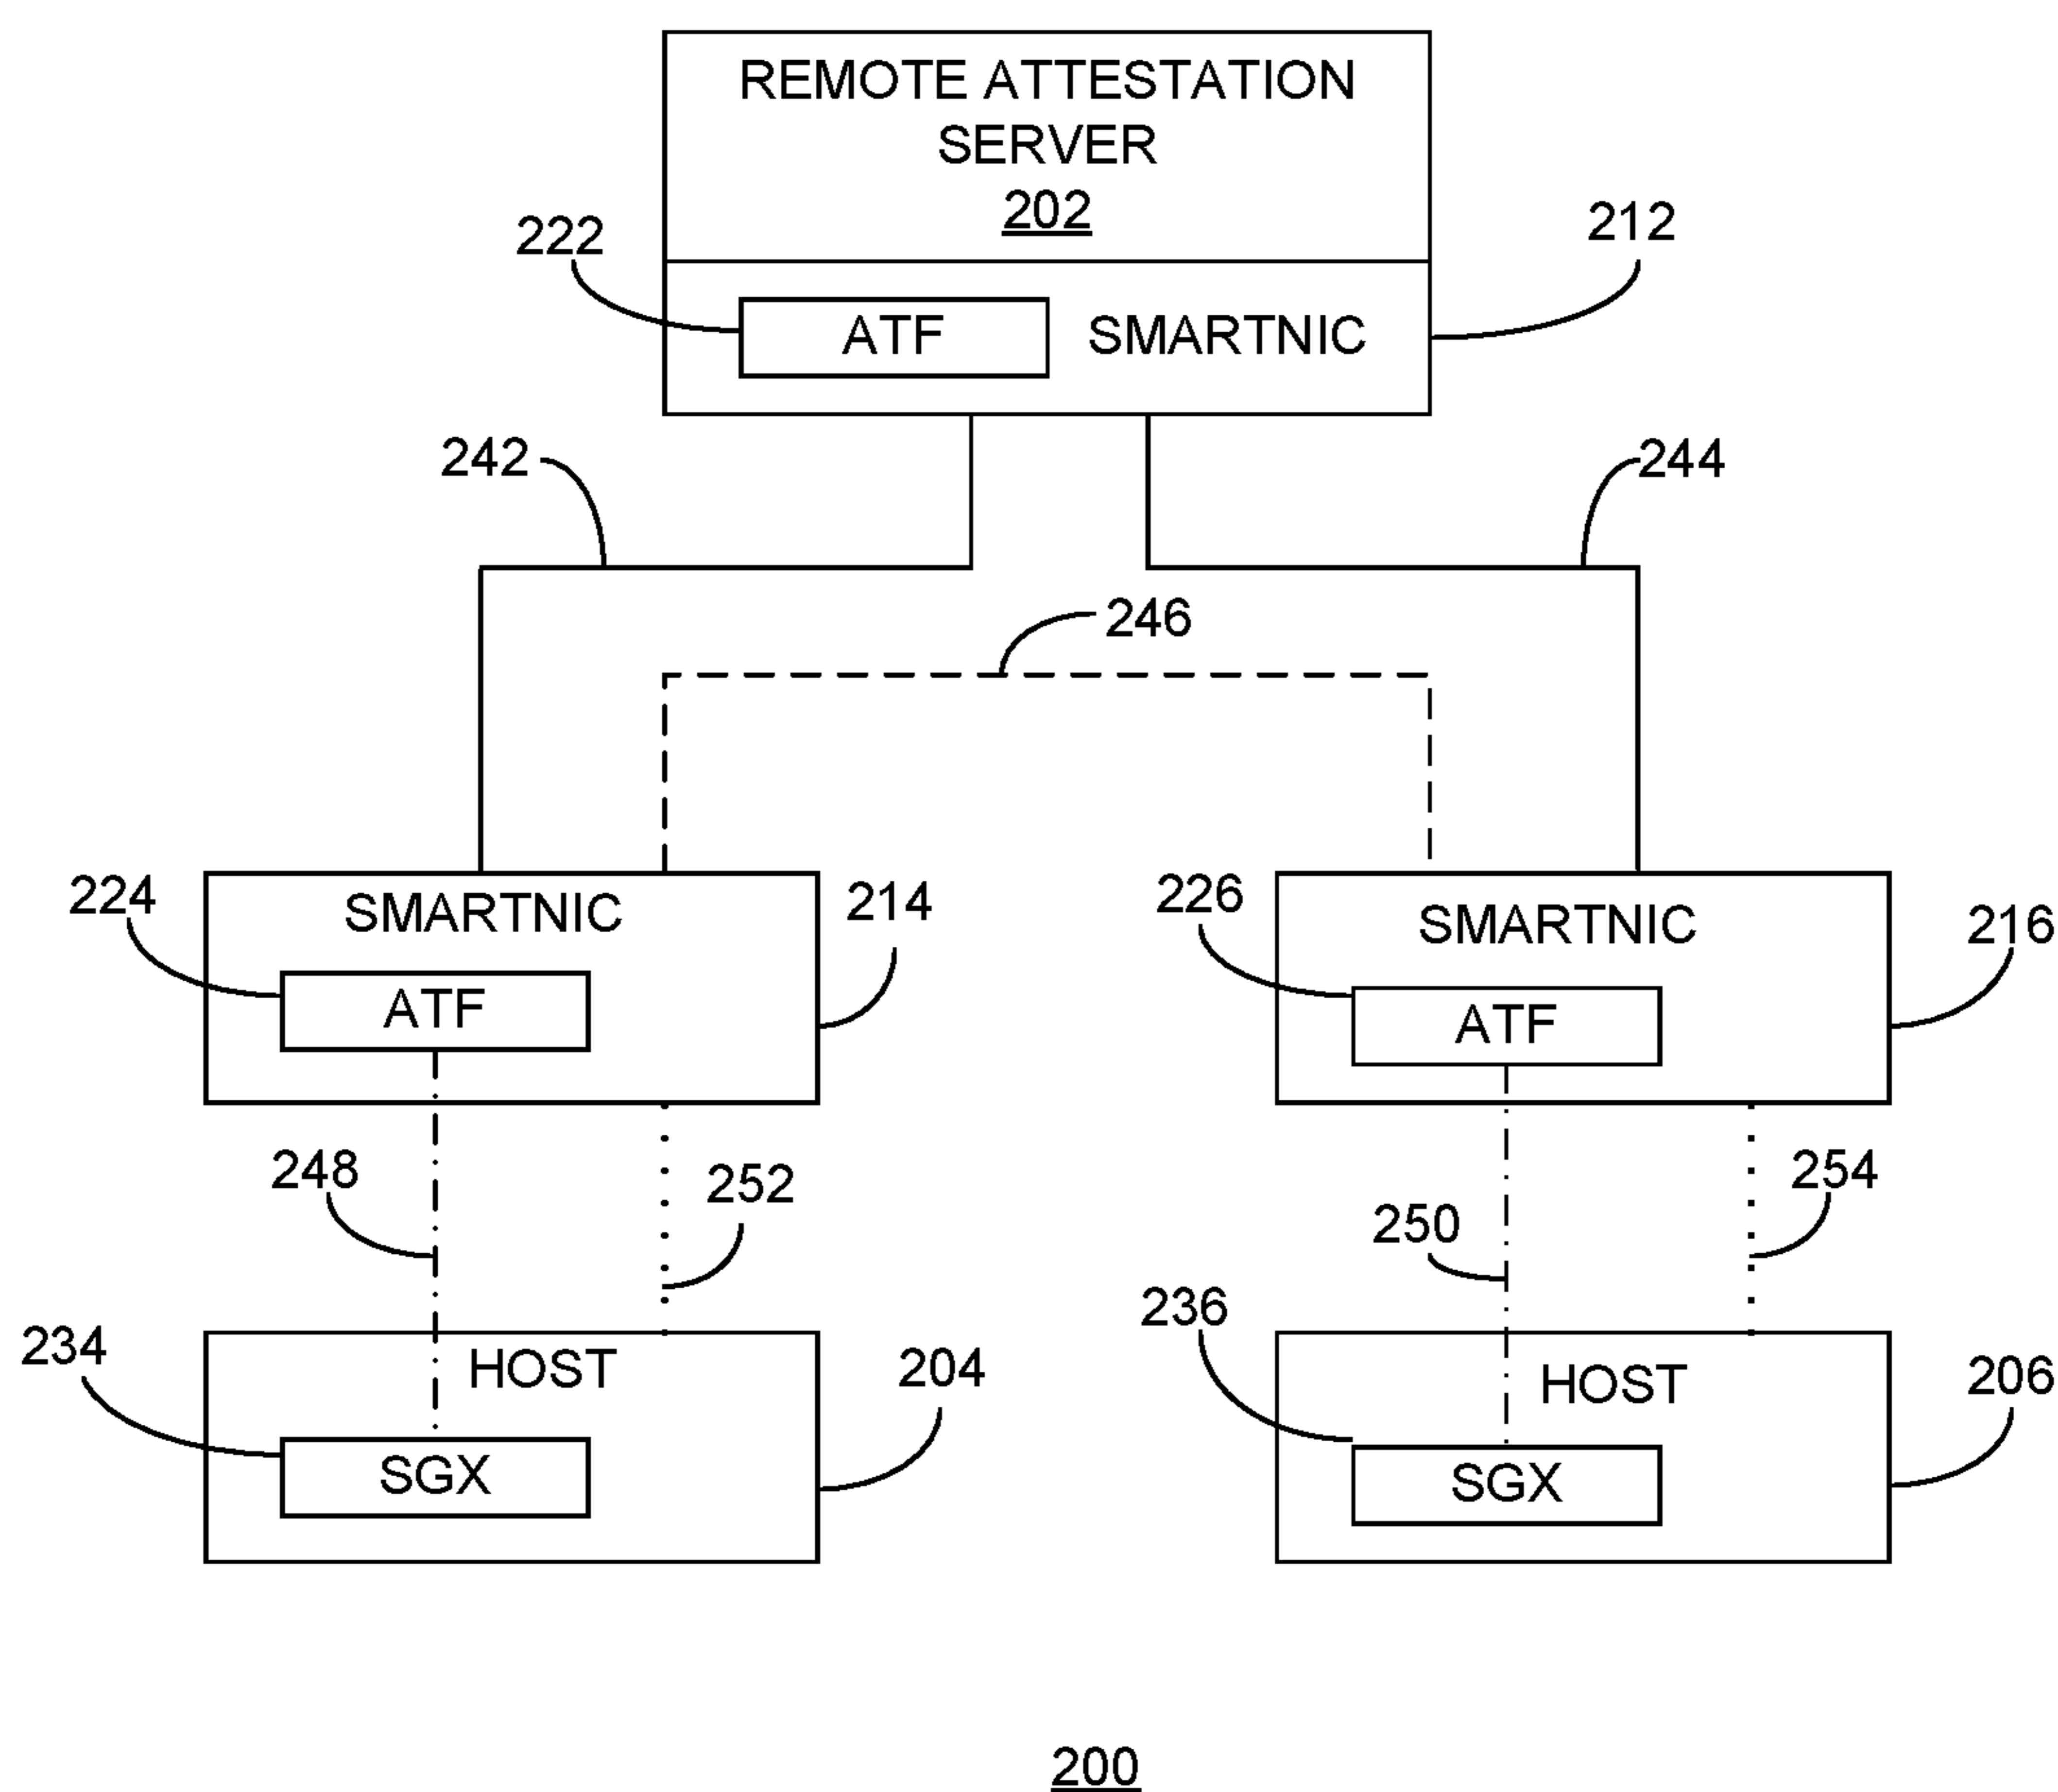 REMOTE ATTESTATION
SERVER
202
222
212
ATF
SMARTNIC
242
244
246
224
SMARTNIC
214
226
SMARTNIC
216
ATF
ATF
248
252
250
254
234
HOST
204
236
HOST
206
SGX
SGX
200